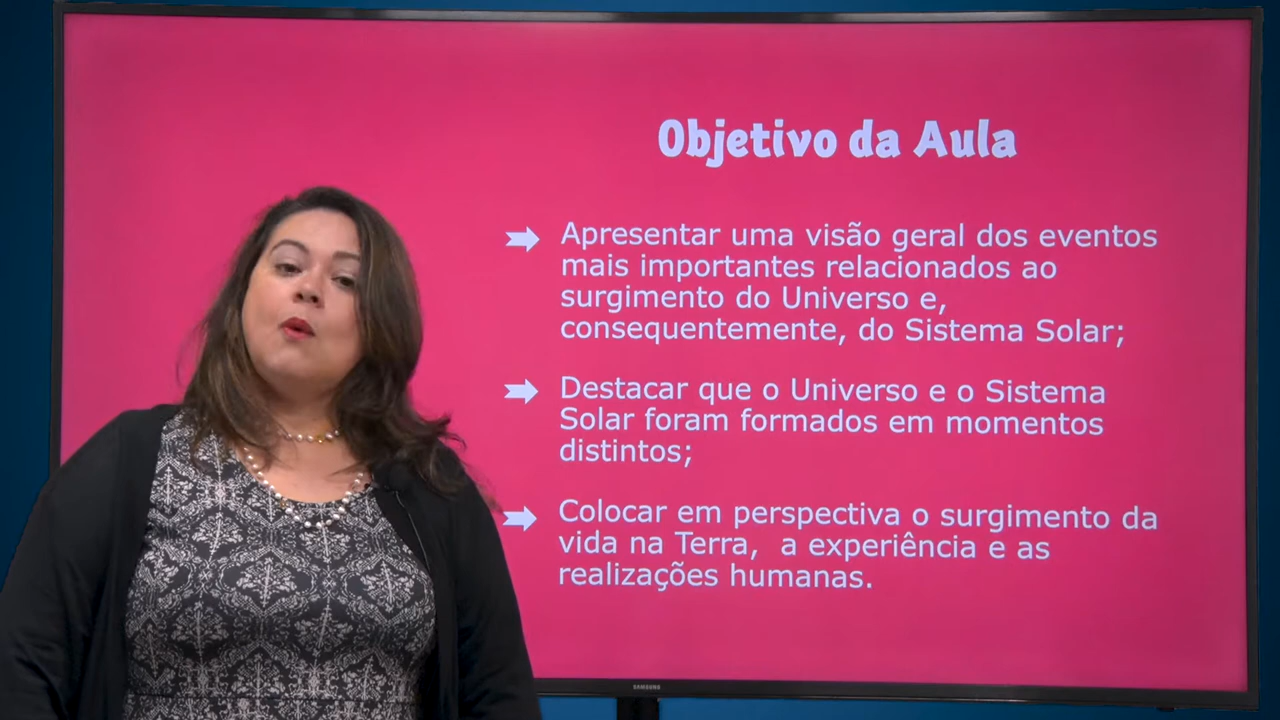 Objetivo da Aula
Apresentar uma visão geral dos eventos
mais importantes relacionados ao
surgimento do Universo e,
consequentemente, do Sistema Solar;
Destacar que o Universo e o Sistema
Solar foram formados em momentos
distintos;
Colocar em perspectiva o surgimento da
vida na Terra, a experiência e as
realizações humanas.
SAMSUNG